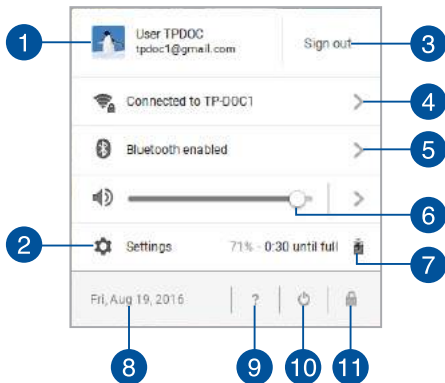 1
User TPDOC
tpdoc1@gmail.com
Sign out
3
Connected to TP-DOC1
4
Bluetooth enabled
5
6
2
Settings
71% - 0:30 until full
7
Fri, Aug 19, 2016
?
8
9
10
11